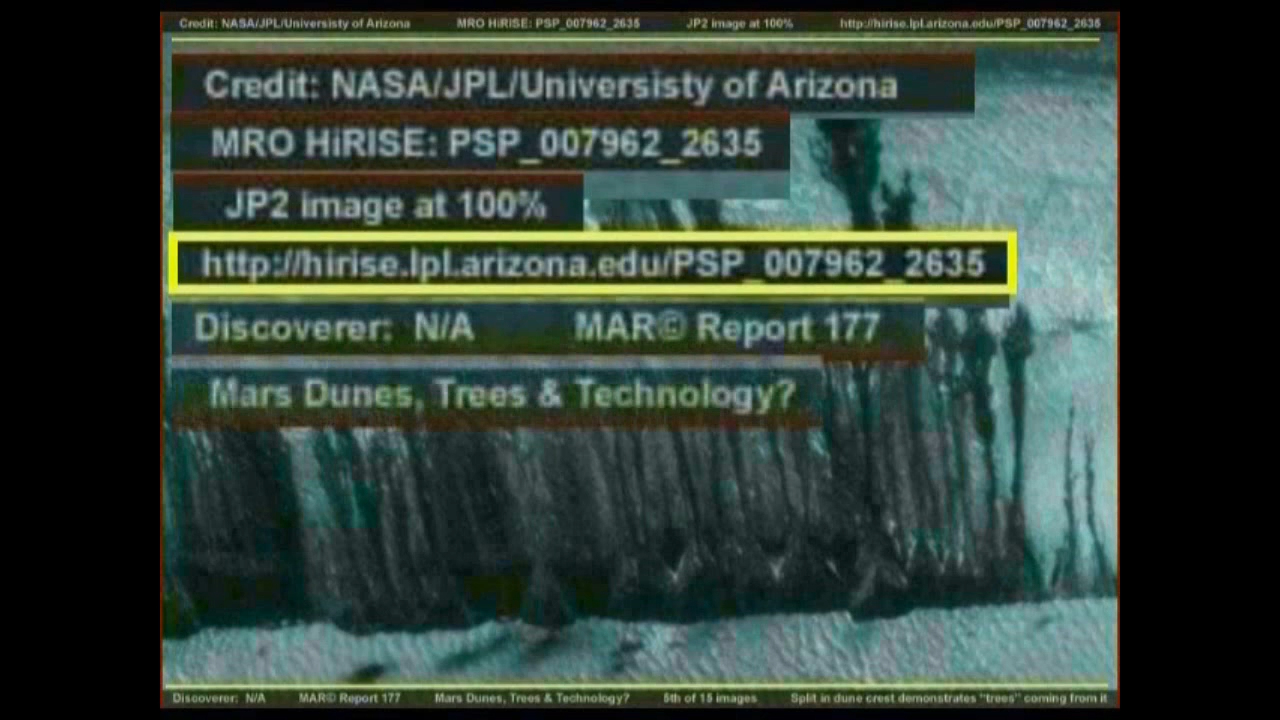 Credit: NASA/JPL/Universisty of Arizona MRO HiRISE: PSP_007962_2635 JP2 image at 100% http://hirise.lpl.arizona.edu/PSP_007962_2635
Credit: NASA/JPL/Universisty of Arizona
MRO HiRISE: PSP_007962_2635
JP2 image at 100%
http://hirise.lpl.arizona.edu/PSP_007962_2635
Discoverer: N/A MAR© Report 177
Mars Dunes, Trees & Technology?
Discoverer: N/A MAR© Report 177 Mars Dunes, Trees & Technology? 5th of 15 images Split in dune crest demonstrates "trees" coming from it